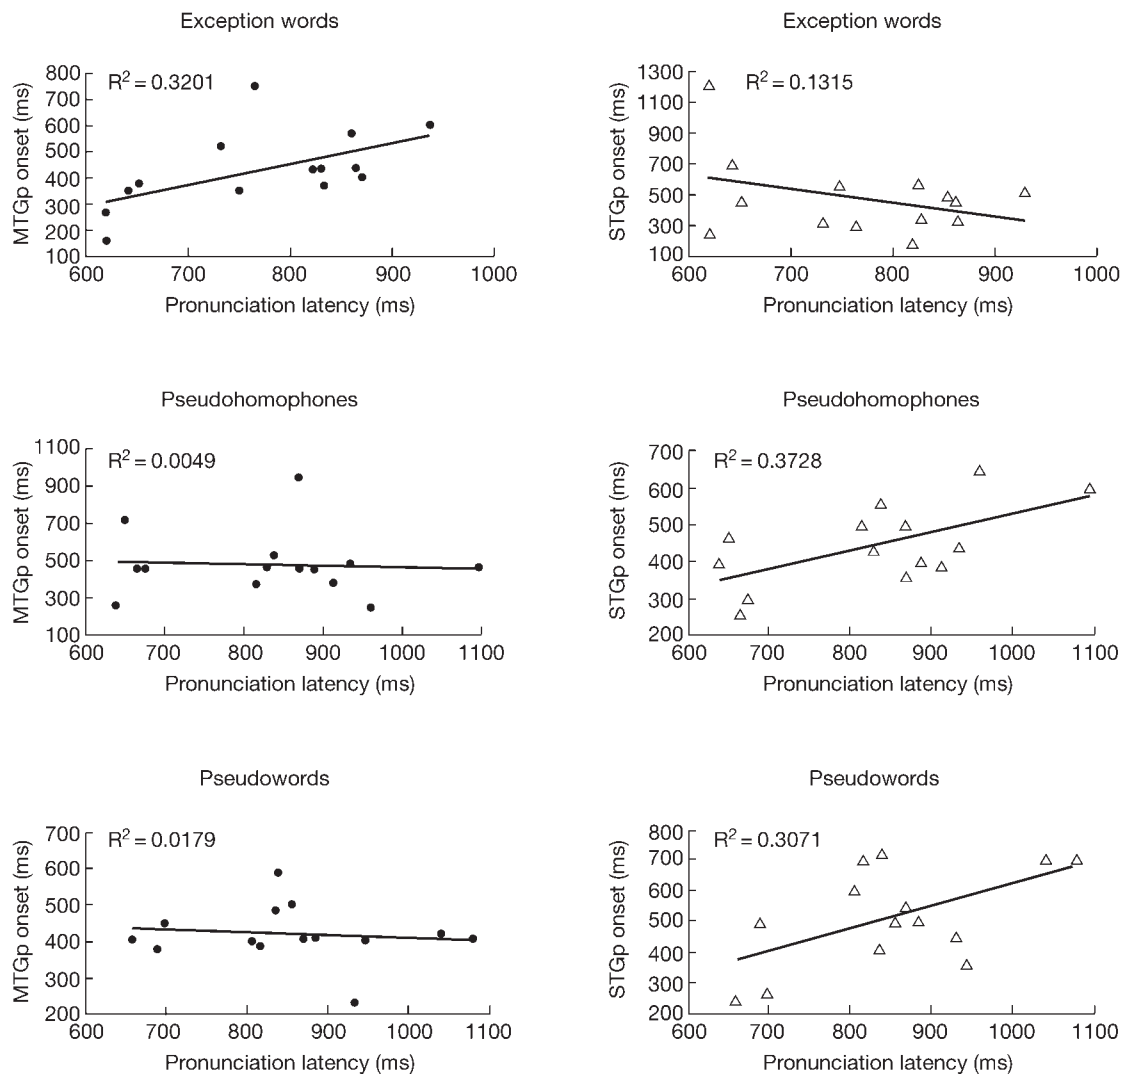 Exception words
R² = 0.3201
MTGp onset (ms)
800
700
600
500
400
300
200
100
600 700 800 900 1000
Pronunciation latency (ms)
Exception words
R² = 0.1315
STGp onset (ms)
1300
1100
900
700
500
300
100
600 700 800 900 1000
Pronunciation latency (ms)
Pseudohomophones
R² = 0.0049
MTGp onset (ms)
1100
900
700
500
300
100
600 700 800 900 1000 1100
Pronunciation latency (ms)
Pseudohomophones
R² = 0.3728
STGp onset (ms)
700
600
500
400
300
200
600 700 800 900 1000 1100
Pronunciation latency (ms)
Pseudowords
R² = 0.0179
MTGp onset (ms)
700
600
500
400
300
200
600 700 800 900 1000 1100
Pronunciation latency (ms)
Pseudowords
R² = 0.3071
STGp onset (ms)
800
700
600
500
400
300
200
600 700 800 900 1000 1100
Pronunciation latency (ms)